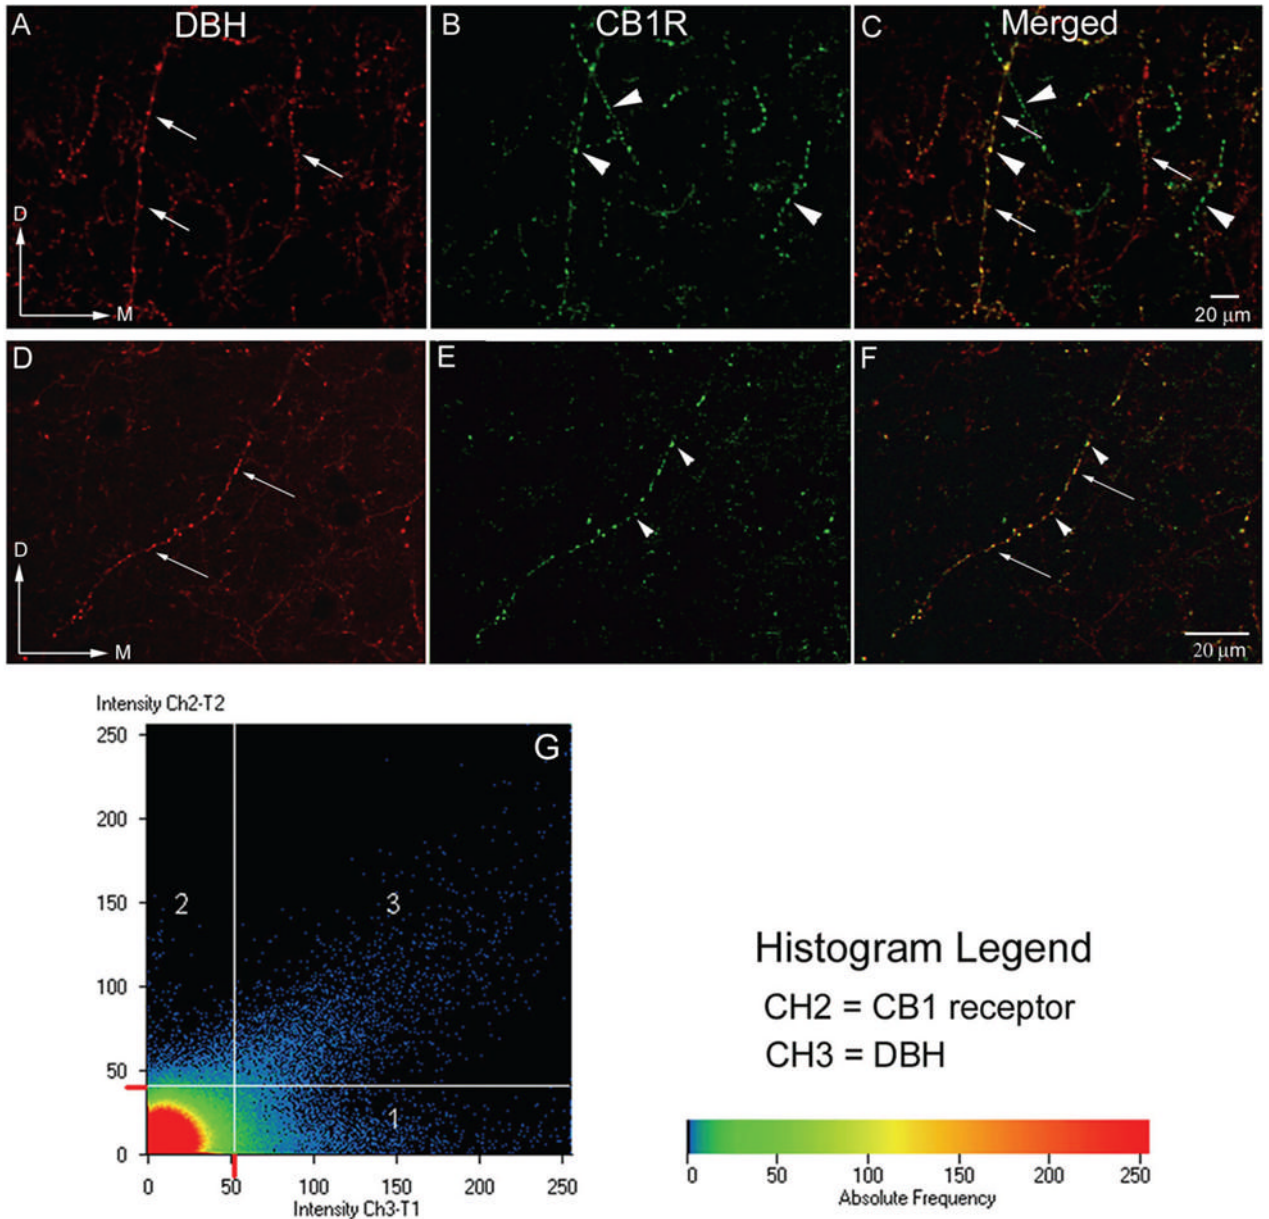 A DBH
B CB1R
C Merged
D
M
20 μm
D
E
F
D
M
20 μm
Intensity Ch2-T2
G
250
200
150
100
50
0
2
3
1
0 50 100 150 200 250
Intensity Ch3-T1
Histogram Legend
CH2 = CB1 receptor
CH3 = DBH
0 50 100 150 200 250
Absolute Frequency